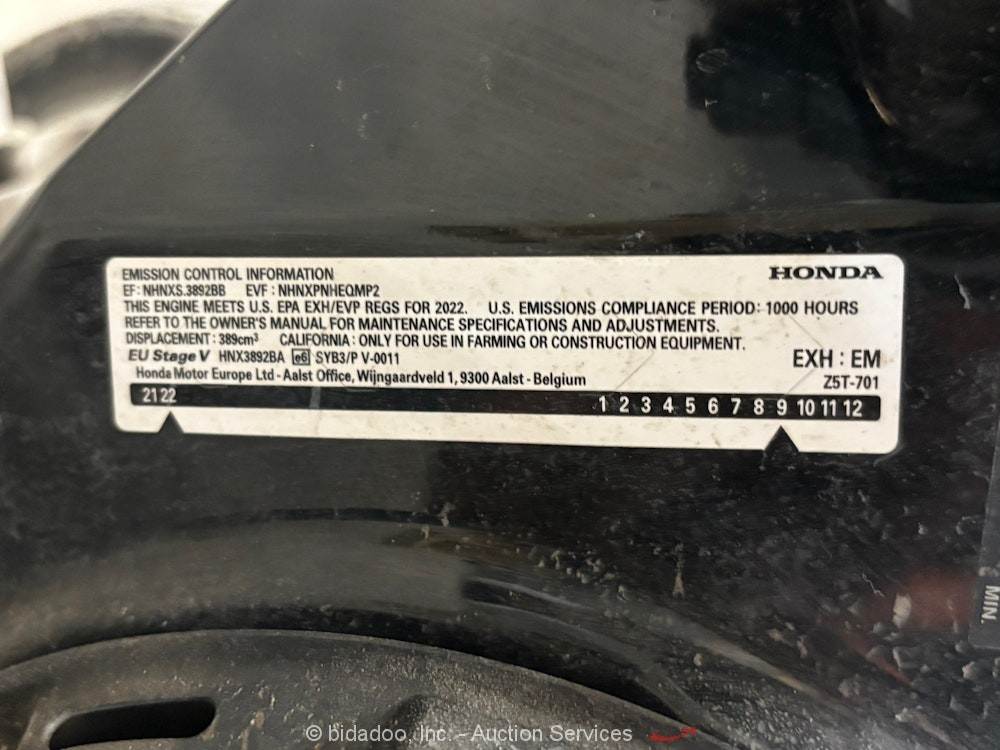 EMISSION CONTROL INFORMATION
HONDA
EF: NHNXS.3892BB EVF : NHNXPNHEQMP2
THIS ENGINE MEETS U.S. EPA EXH/EVP REGS FOR 2022. U.S. EMISSIONS COMPLIANCE PERIOD: 1000 HOURS
REFER TO THE OWNER'S MANUAL FOR MAINTENANCE SPECIFICATIONS AND ADJUSTMENTS.
DISPLACEMENT : 389cm³ CALIFORNIA : ONLY FOR USE IN FARMING OR CONSTRUCTION EQUIPMENT.
EU Stage V HNX3892BA e6 SYB3/P V-0011 EXH : EM
Honda Motor Europe Ltd - Aalst Office, Wijngaardveld 1, 9300 Aalst - Belgium Z5T-701
21 22 1 2 3 4 5 6 7 8 9 10 11 12
MIN.
© bidadoo, Inc. - Auction Services